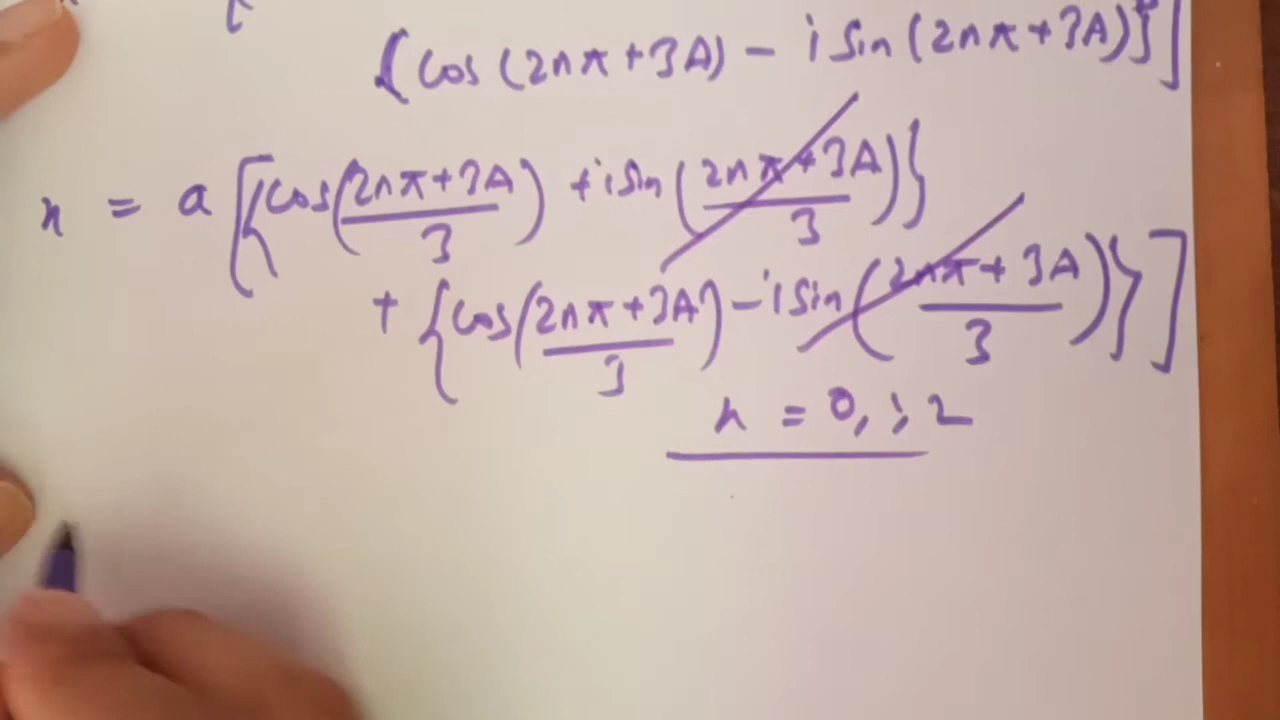 {cos (2nπ + 3A) - i Sin (2nπ + 3A)}]
x = a [{cos (2nπ + 3A / 3) + i Sin (2nπ + 3A / 3)}
+ {cos (2nπ + 3A / 3) - i Sin (2nπ + 3A / 3)}]
n = 0, 1, 2